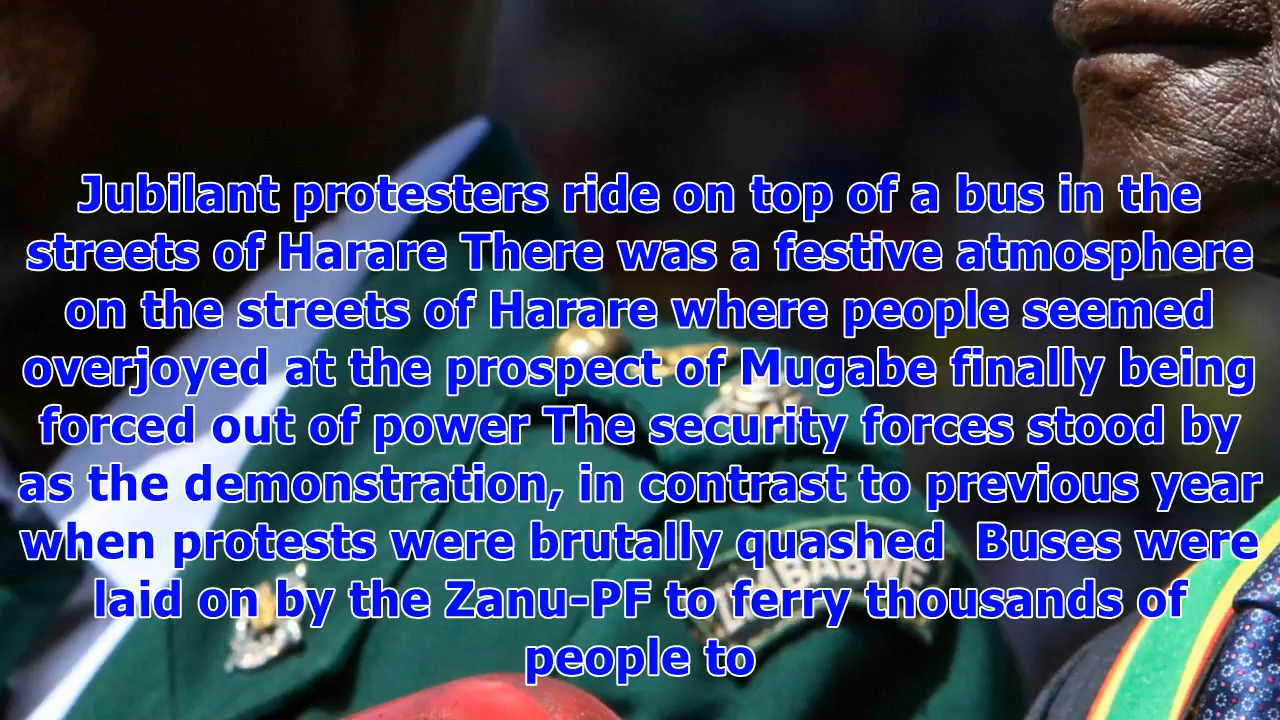 Jubilant protesters ride on top of a bus in the
streets of Harare There was a festive atmosphere
on the streets of Harare where people seemed
overjoyed at the prospect of Mugabe finally being
forced out of power The security forces stood by
as the demonstration, in contrast to previous year
when protests were brutally quashed  Buses were
laid on by the Zanu-PF to ferry thousands of
people to
ZIMBABWE